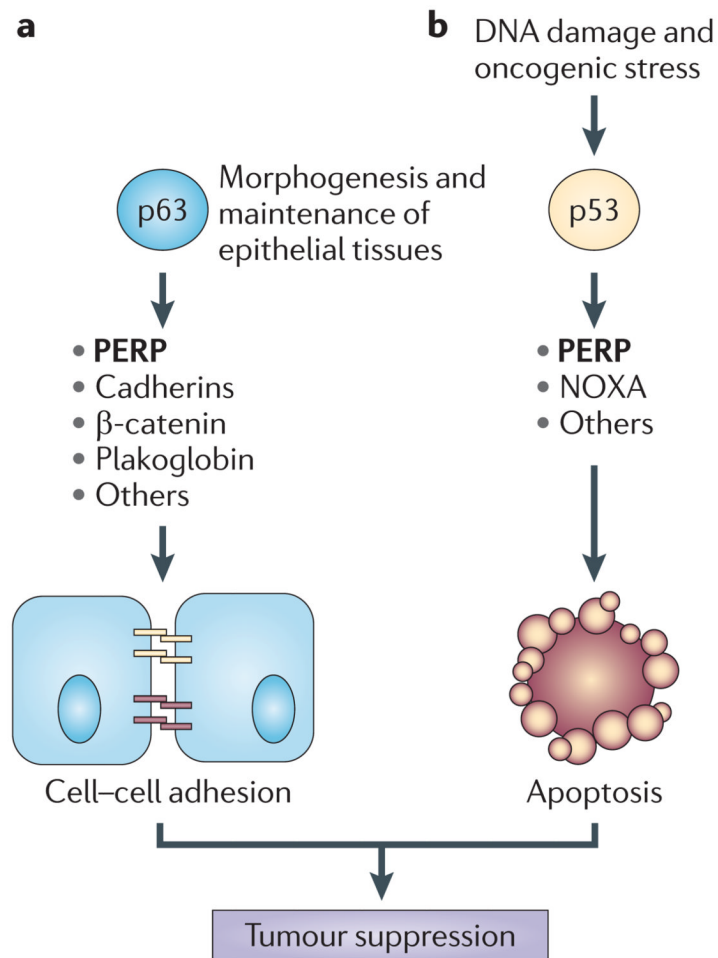 a
p63
Morphogenesis and
maintenance of
epithelial tissues
• PERP
• Cadherins
• β-catenin
• Plakoglobin
• Others
Cell–cell adhesion
b
DNA damage and
oncogenic stress
p53
• PERP
• NOXA
• Others
Apoptosis
Tumour suppression